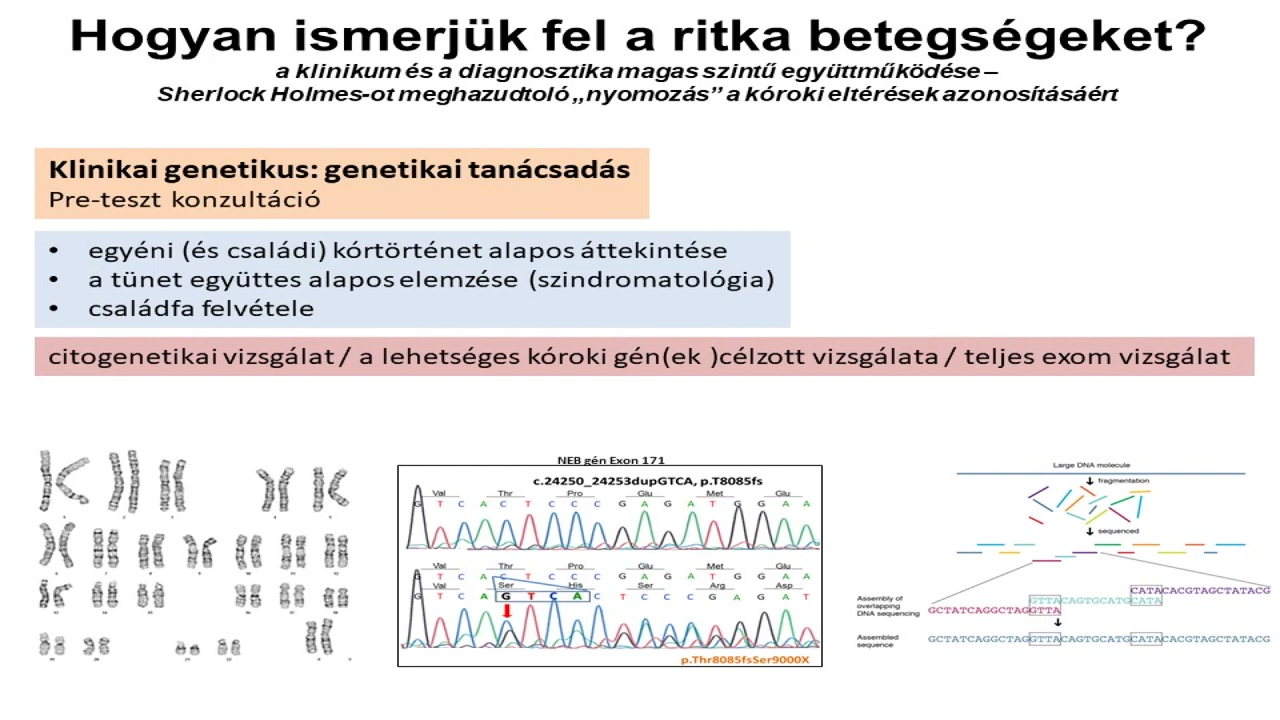 Hogyan ismerjük fel a ritka betegségeket?
a klinikum és a diagnosztika magas szintű együttműködése –
Sherlock Holmes-ot meghazudtoló „nyomozás” a kóroki eltérések azonosításáért
Klinikai genetikus: genetikai tanácsadás
Pre-teszt konzultáció
• egyéni (és családi) kórtörténet alapos áttekintése
• a tünet együttes alapos elemzése (szindromatológia)
• családfa felvétele
citogenetikai vizsgálat / a lehetséges kóroki gén(ek )célzott vizsgálata / teljes exom vizsgálat
NEB gén Exon 171
c.24250_24253dupGTCA, p.T8085fs
Val Thr Pro Glu Met Glu
G T C A C T C C C G A G A T G G A A
Val Thr Pro Glu Met Glu
G T C A C T C C C G A G A T G G A A
Val Ser His Ser Arg Asp
G T C A G T C A C T C C C G A G A T
p.Thr8085fsSer9000X
Large DNA molecule
fragmentation
sequenced
Assembly of
overlapping
DNA sequencing
CATACACGTAGCTATACG
GTTACAGTGCATGCATA
GCTATCAGGCTAGGTTA
Assembled
sequence
GCTATCAGGCTAGGTTACAGTGCATGCATACACGTAGCTATACG